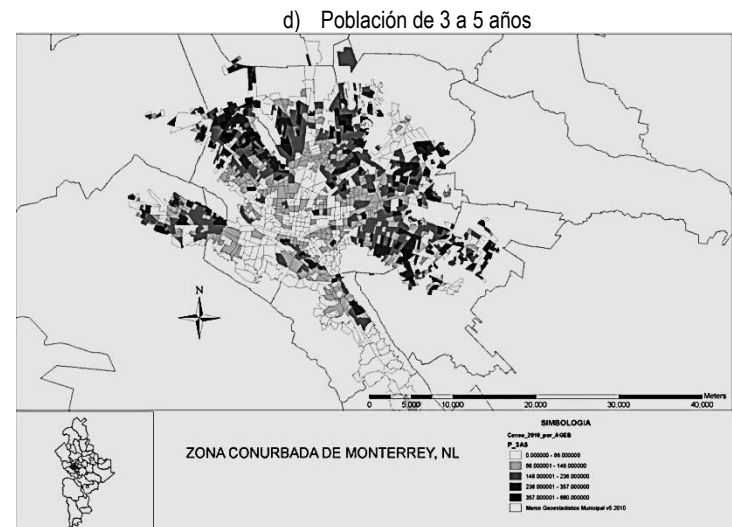 d) Población de 3 a 5 años
N
Meters
0 5,000 10,000 20,000 30,000 40,000
ZONA CONURBADA DE MONTERREY, NL
SIMBOLOGIA
Censo_2010_por_AGEB
P_3A5
0.000000 - 66.000000
66.000001 - 149.000000
149.000001 - 236.000000
236.000001 - 357.000000
357.000001 - 680.000000
Marco Geoestadistico Municipal v5 2010